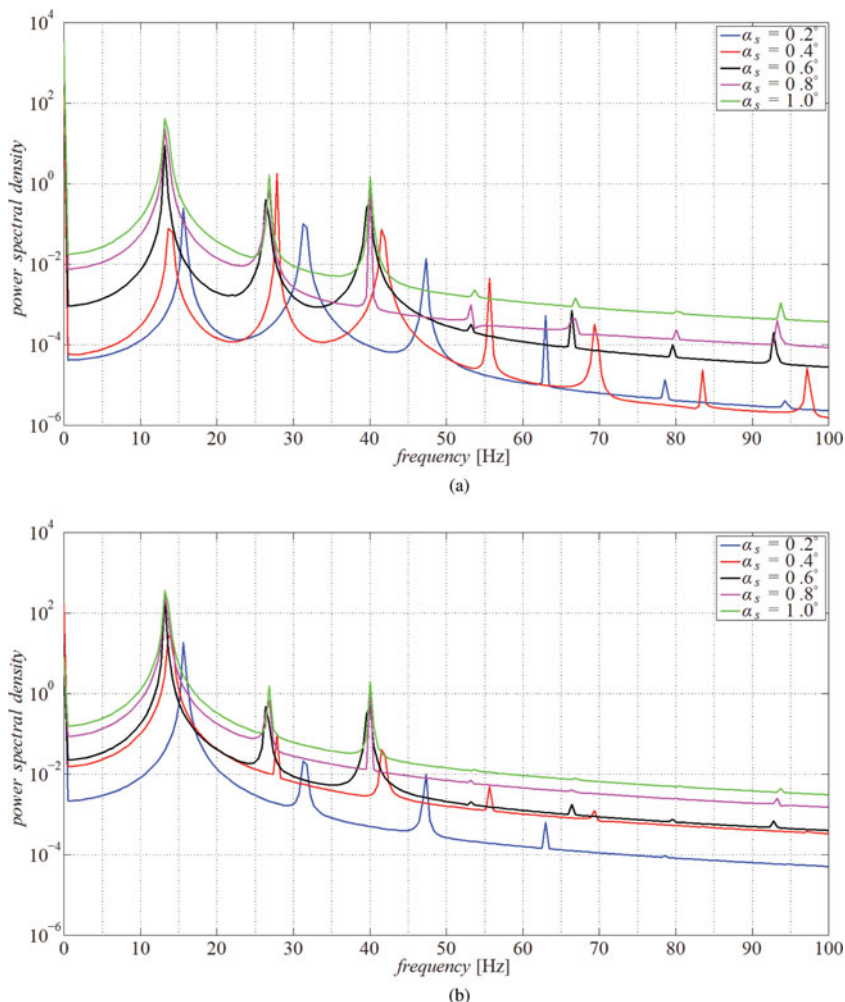 10^4
10^2
10^0
10^-2
10^-4
10^-6
power spectral density
α_s = 0.2°
α_s = 0.4°
α_s = 0.6°
α_s = 0.8°
α_s = 1.0°
0 10 20 30 40 50 60 70 80 90 100
frequency [Hz]
(a)
10^4
10^2
10^0
10^-2
10^-4
10^-6
power spectral density
α_s = 0.2°
α_s = 0.4°
α_s = 0.6°
α_s = 0.8°
α_s = 1.0°
0 10 20 30 40 50 60 70 80 90 100
frequency [Hz]
(b)